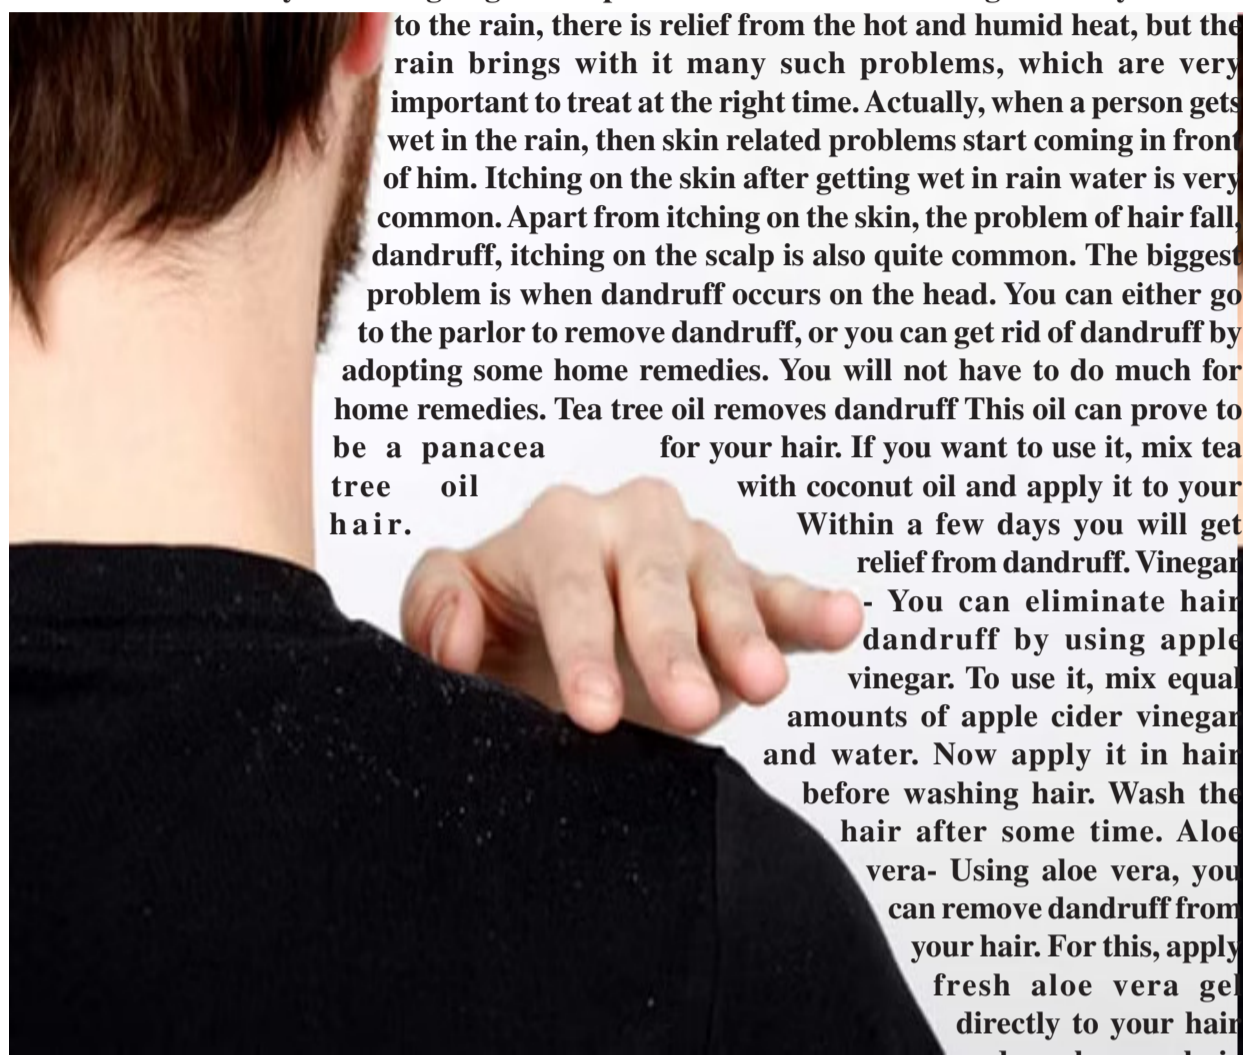 to the rain, there is relief from the hot and humid heat, but the
rain brings with it many such problems, which are very
important to treat at the right time. Actually, when a person gets
wet in the rain, then skin related problems start coming in front
of him. Itching on the skin after getting wet in rain water is very
common. Apart from itching on the skin, the problem of hair fall,
dandruff, itching on the scalp is also quite common. The biggest
problem is when dandruff occurs on the head. You can either go
to the parlor to remove dandruff, or you can get rid of dandruff by
adopting some home remedies. You will not have to do much for
home remedies. Tea tree oil removes dandruff This oil can prove to
be a panacea for your hair. If you want to use it, mix tea
tree oil with coconut oil and apply it to your
hair. Within a few days you will get
relief from dandruff. Vinegar
- You can eliminate hair
dandruff by using apple
vinegar. To use it, mix equal
amounts of apple cider vinegar
and water. Now apply it in hair
before washing hair. Wash the
hair after some time. Aloe
vera- Using aloe vera, you
can remove dandruff from
your hair. For this, apply
fresh aloe vera gel
directly to your hair